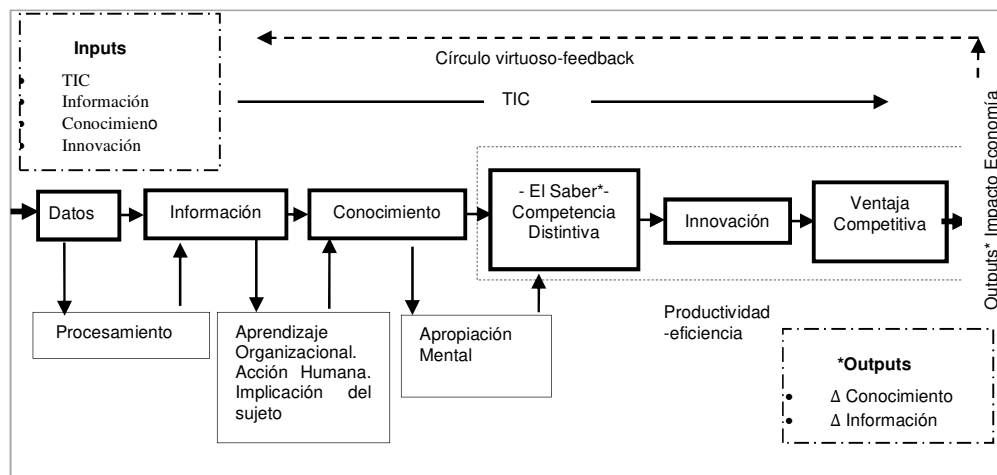 Inputs
• TIC
• Información
• Conocimieno
• Innovación
Círculo virtuoso-feedback
TIC
Outputs* Impacto Economía
Datos
Información
Conocimiento
- El Saber*-
Competencia
Distintiva
Innovación
Ventaja
Competitiva
Procesamiento
Aprendizaje
Organizacional.
Acción Humana.
Implicación del
sujeto
Apropiación
Mental
Productividad
-eficiencia
*Outputs
• Δ Conocimiento
• Δ Información